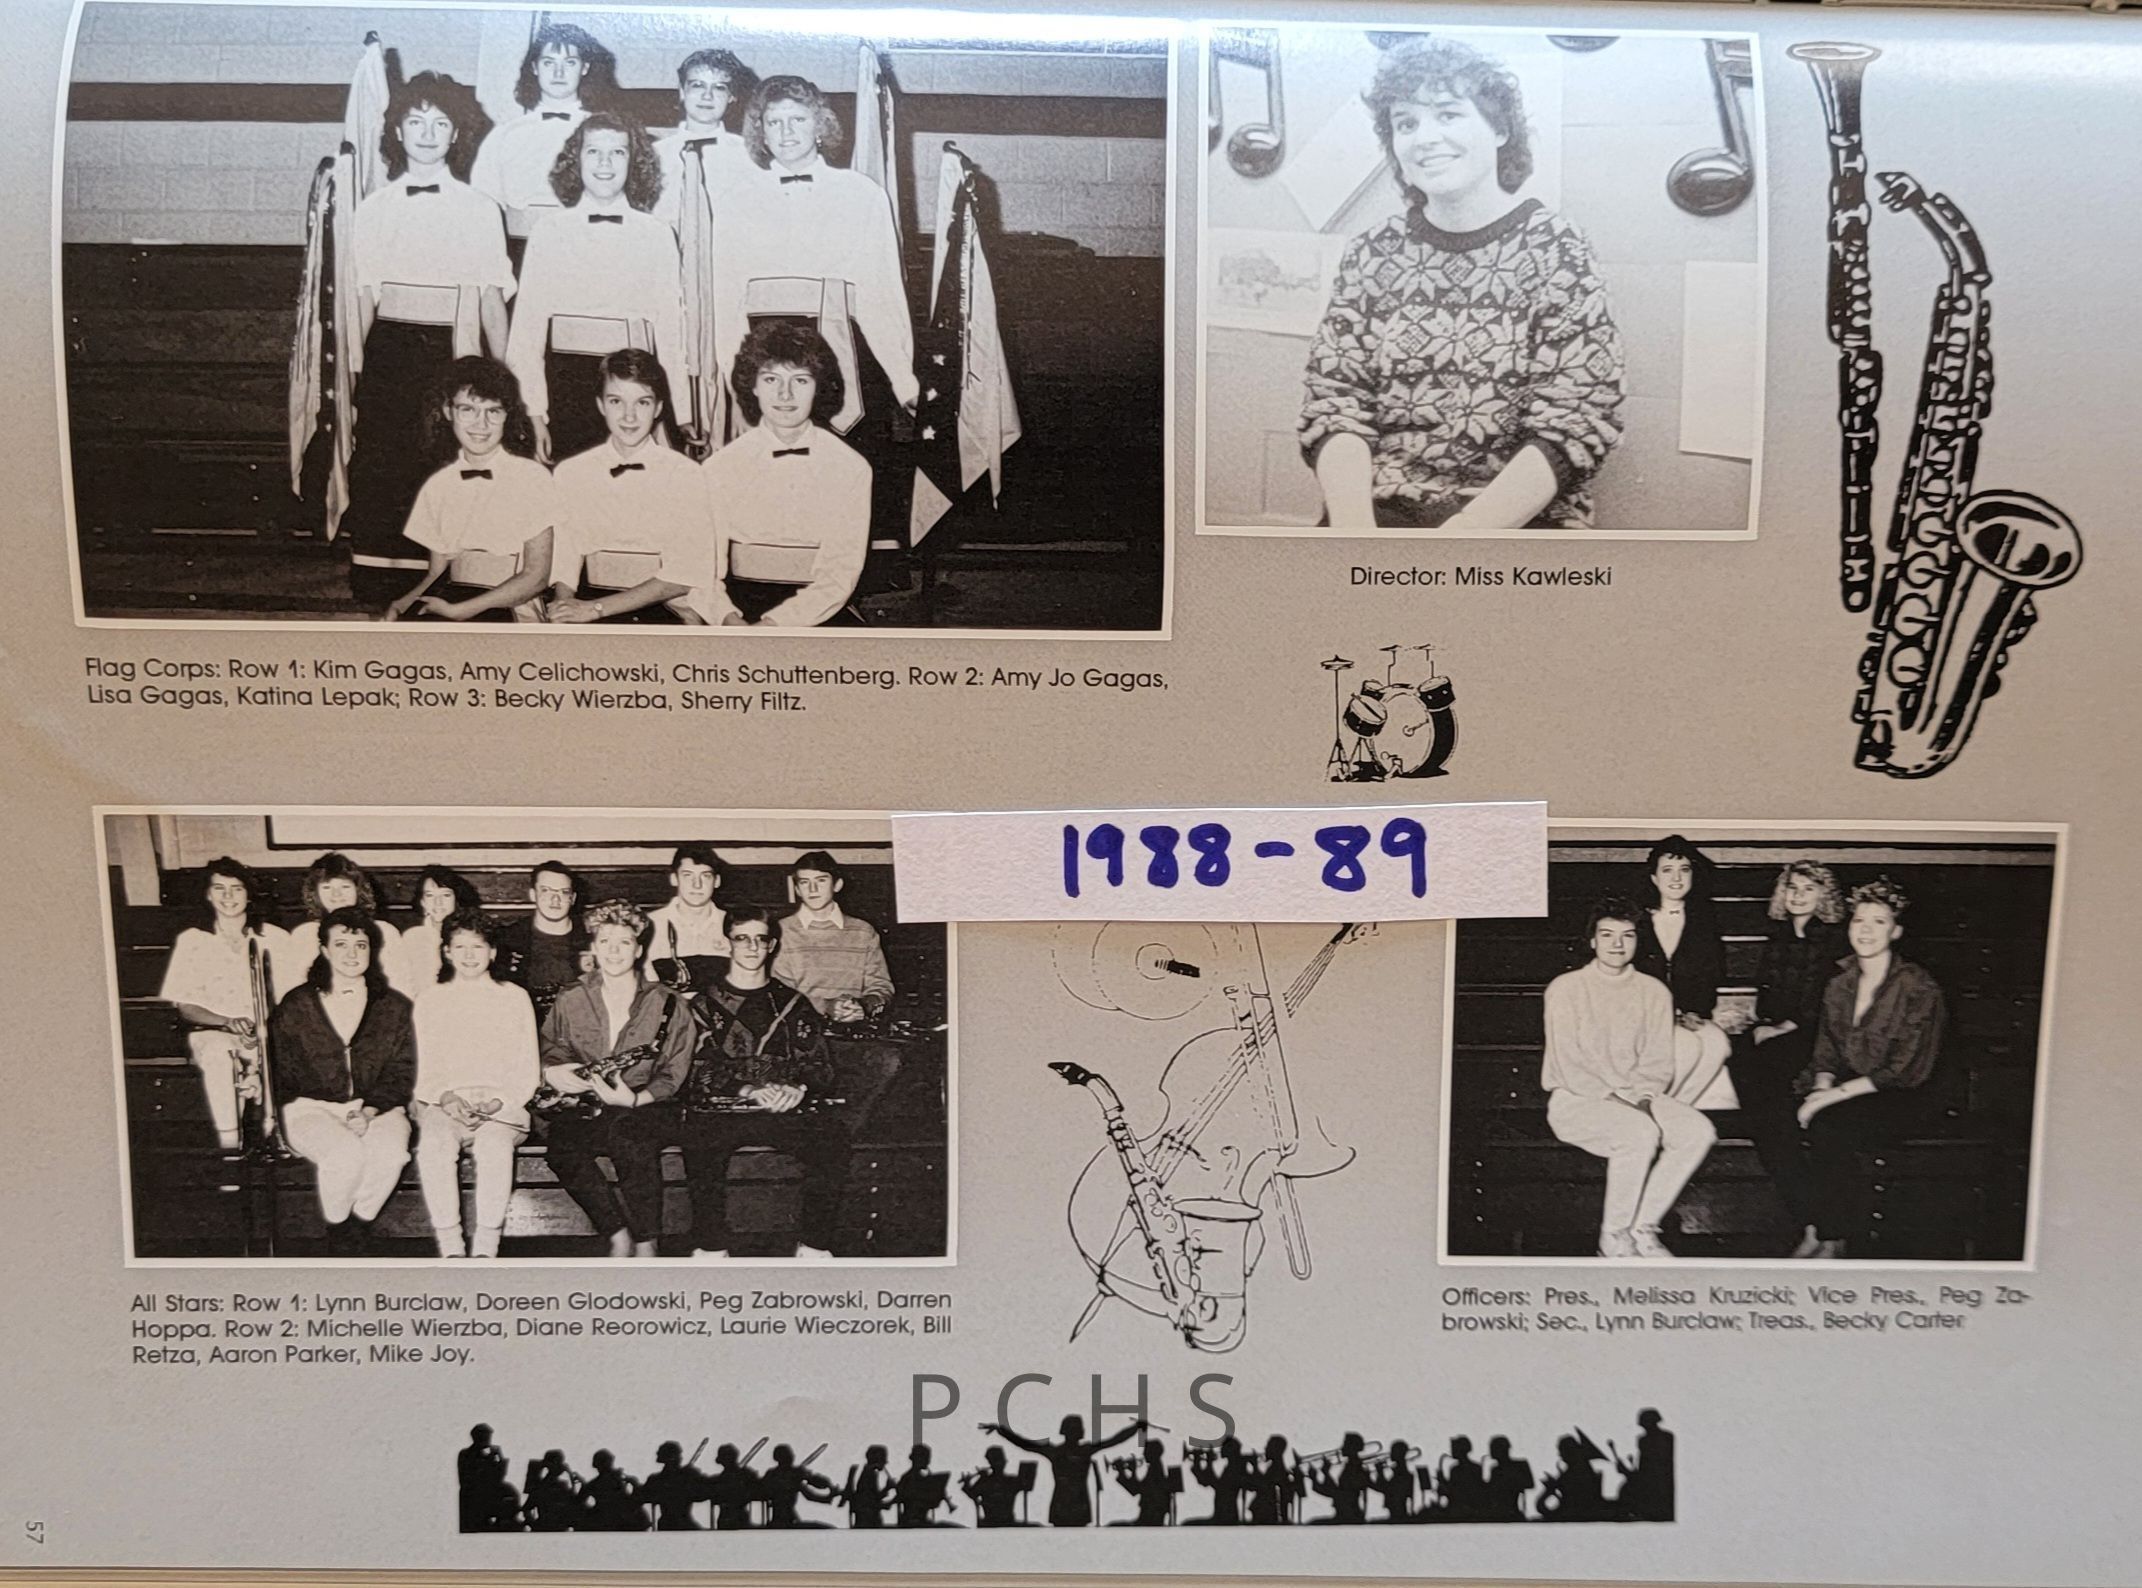 Director: Miss Kawleski
Flag Corps: Row 1: Kim Gagas, Amy Celichowski, Chris Schuttenberg. Row 2: Amy Jo Gagas,
Lisa Gagas, Katina Lepak; Row 3: Becky Wierzba, Sherry Filtz.
1988-89
All Stars: Row 1: Lynn Burclaw, Doreen Glodowski, Peg Zabrowski, Darren
Hoppa. Row 2: Michelle Wierzba, Diane Reorowicz, Laurie Wieczorek, Bill
Retza, Aaron Parker, Mike Joy.
Officers: Pres., Melissa Kruzicki; Vice Pres., Peg Za-
browski; Sec., Lynn Burclaw; Treas., Becky Carter
PCHS
57